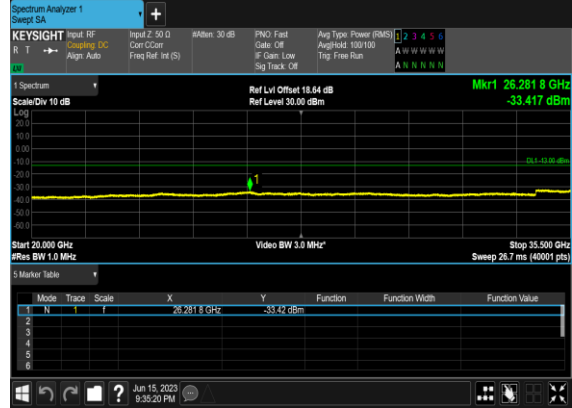 Spectrum Analyzer 1
Swept SA
+
KEYSIGHT
R T
Input: RF
Coupling: DC
Align: Auto
Input Z: 50 Ω
Corr CCorr
Freq Ref: Int (S)
#Atten: 30 dB
PNO: Fast
Gate: Off
IF Gain: Low
Sig Track: Off
Avg Type: Power (RMS)
Avg|Hold: 100/100
Trig: Free Run
1 2 3 4 5 6
A W W W W W
A N N N N N
1 Spectrum
Scale/Div 10 dB
Ref Lvl Offset 18.64 dB
Ref Level 30.00 dBm
Mkr1 26.281 8 GHz
-33.417 dBm
Log
20.0
10.0
0.00
-10.0
-20.0
-30.0
-40.0
-50.0
-60.0
DL1 -13.00 dBm
1
Start 20.000 GHz
#Res BW 1.0 MHz
Video BW 3.0 MHz*
Stop 35.500 GHz
Sweep 26.7 ms (40001 pts)
5 Marker Table
Mode Trace Scale X Y Function Function Width Function Value
1 N 1 f 26.281 8 GHz -33.42 dBm
2
3
4
5
6
? Jun 15, 2023
9:35:20 PM